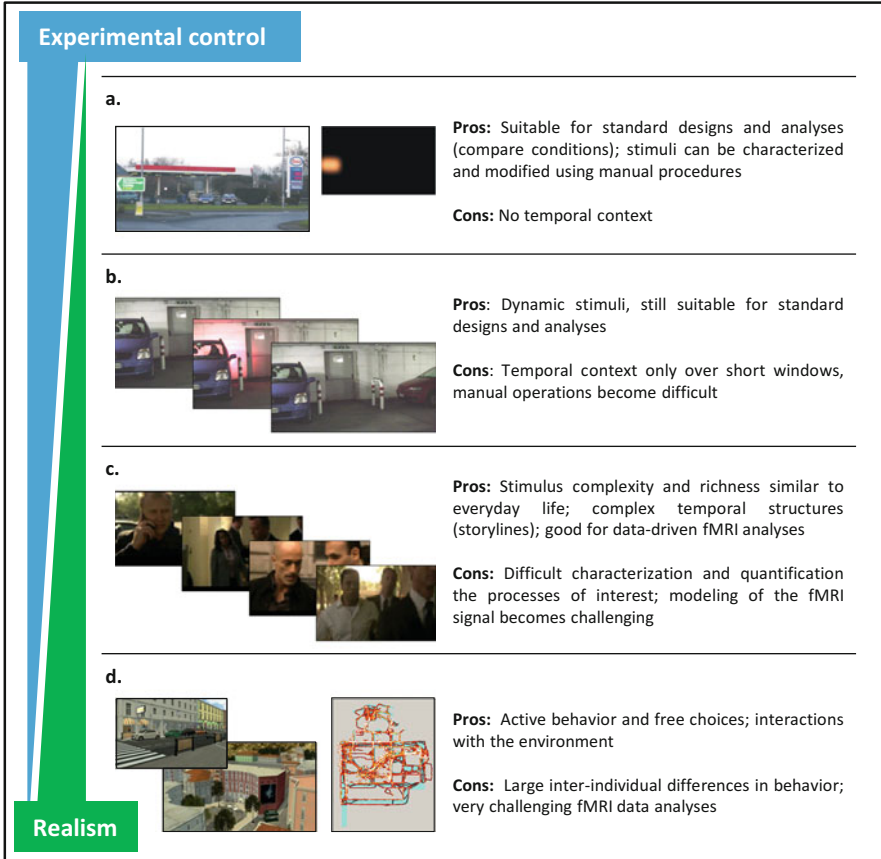 Experimental control
a.
Pros: Suitable for standard designs and analyses
(compare conditions); stimuli can be characterized
and modified using manual procedures
Cons: No temporal context
b.
Pros: Dynamic stimuli, still suitable for standard
designs and analyses
Cons: Temporal context only over short windows,
manual operations become difficult
c.
Pros: Stimulus complexity and richness similar to
everyday life; complex temporal structures
(storylines); good for data-driven fMRI analyses
Cons: Difficult characterization and quantification
the processes of interest; modeling of the fMRI
signal becomes challenging
d.
Pros: Active behavior and free choices; interactions
with the environment
Cons: Large inter-individual differences in behavior;
very challenging fMRI data analyses
Realism